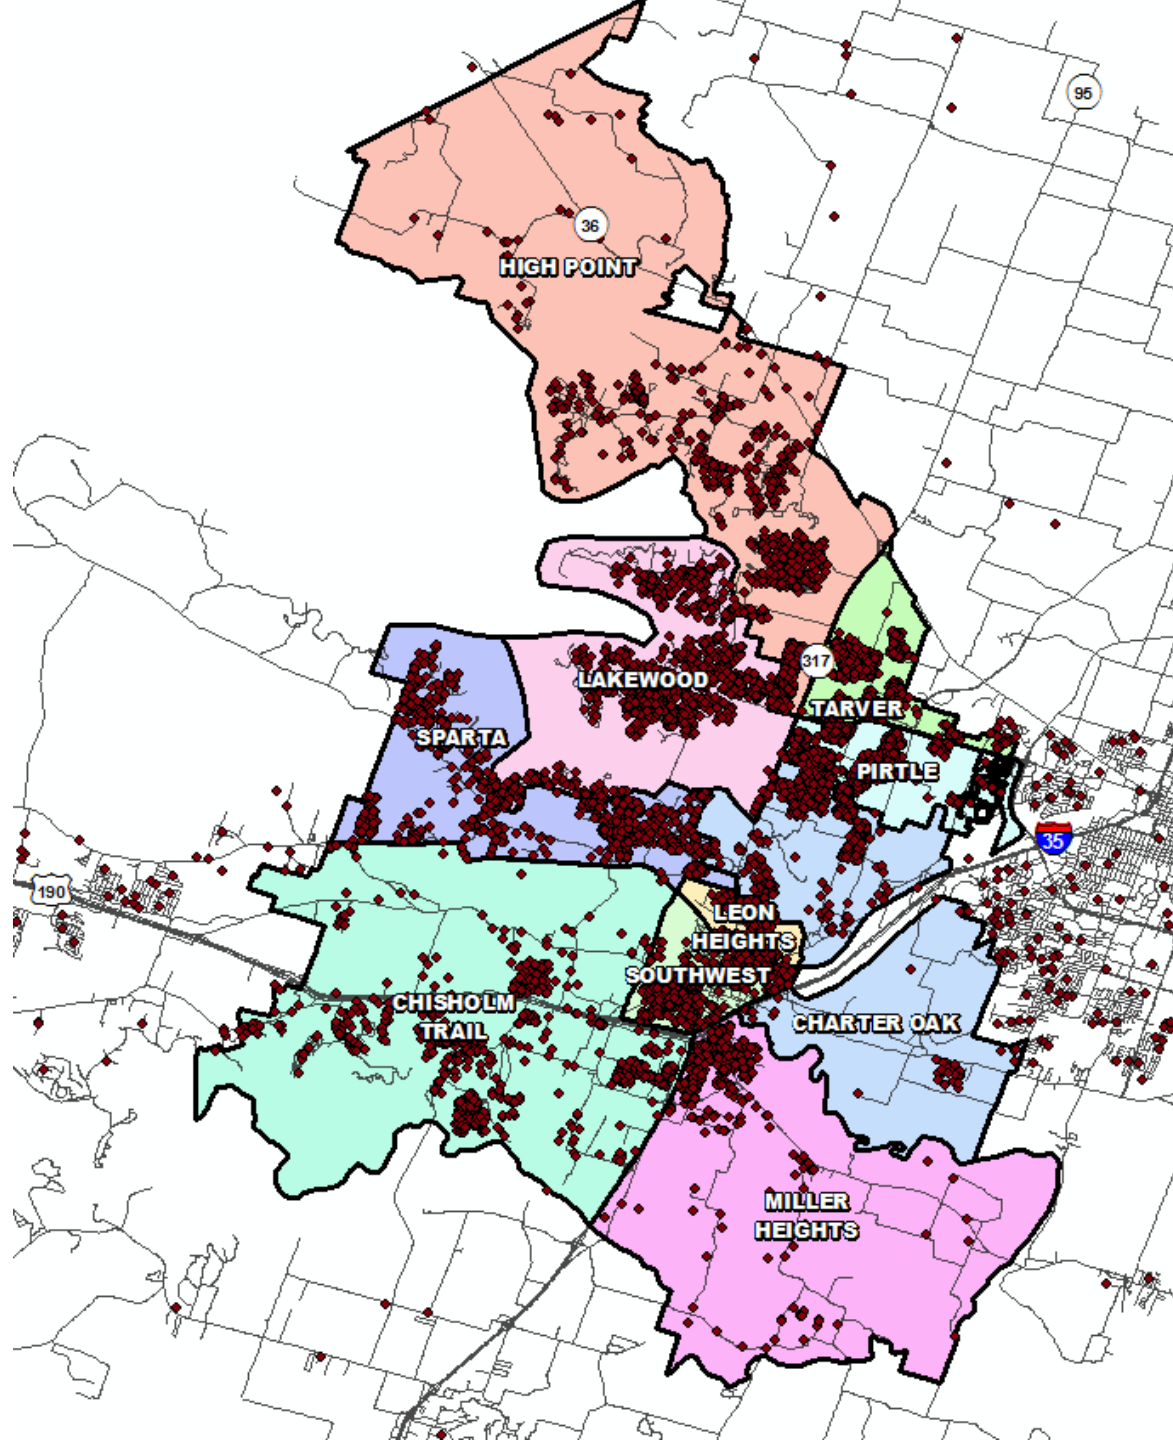 95
36
HIGH POINT
317
LAKEWOOD
TARVER
SPARTA
PIRTLE
35
190
LEON
HEIGHTS
SOUTHWEST
CHISHOLM
TRAIL
CHARTER OAK
MILLER
HEIGHTS